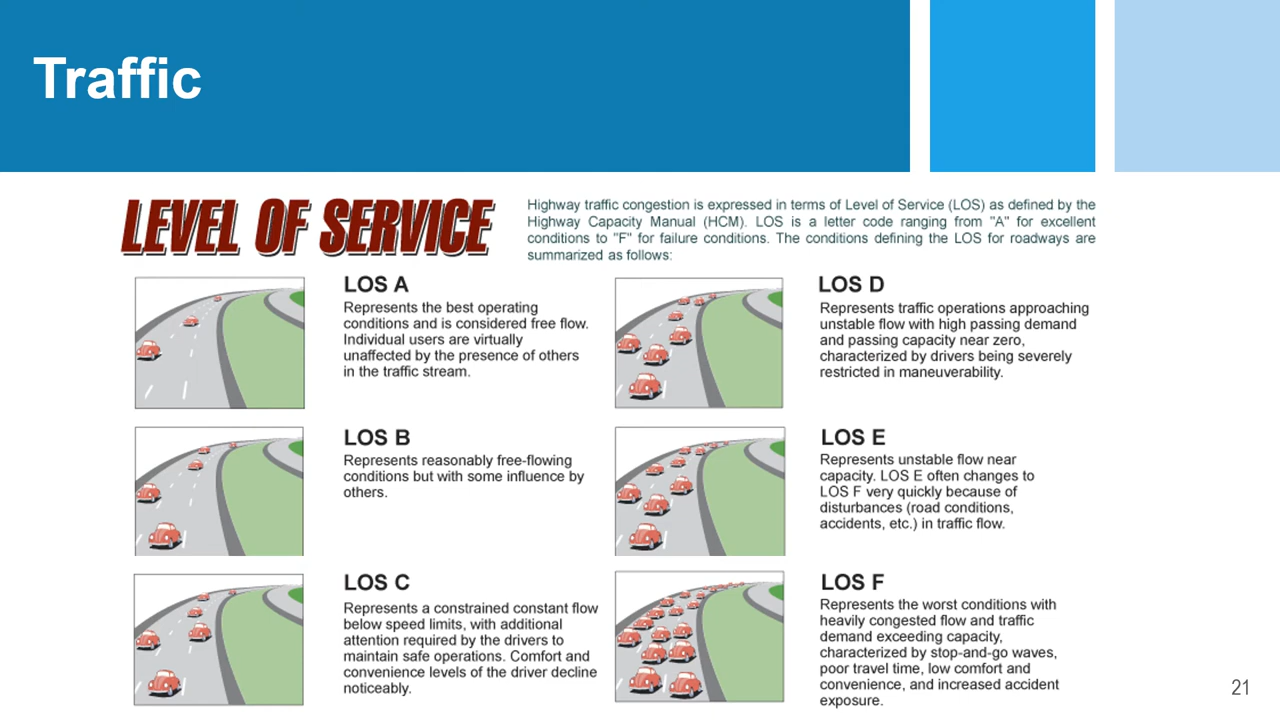 Traffic
LEVEL OF SERVICE
Highway traffic congestion is expressed in terms of Level of Service (LOS) as defined by the
Highway Capacity Manual (HCM). LOS is a letter code ranging from "A" for excellent
conditions to "F" for failure conditions. The conditions defining the LOS for roadways are
summarized as follows:
LOS A
Represents the best operating
conditions and is considered free flow.
Individual users are virtually
unaffected by the presence of others
in the traffic stream.
LOS B
Represents reasonably free-flowing
conditions but with some influence by
others.
LOS C
Represents a constrained constant flow
below speed limits, with additional
attention required by the drivers to
maintain safe operations. Comfort and
convenience levels of the driver decline
noticeably.
LOS D
Represents traffic operations approaching
unstable flow with high passing demand
and passing capacity near zero,
characterized by drivers being severely
restricted in maneuverability.
LOS E
Represents unstable flow near
capacity. LOS E often changes to
LOS F very quickly because of
disturbances (road conditions,
accidents, etc.) in traffic flow.
LOS F
Represents the worst conditions with
heavily congested flow and traffic
demand exceeding capacity,
characterized by stop-and-go waves,
poor travel time, low comfort and
convenience, and increased accident
exposure.
21